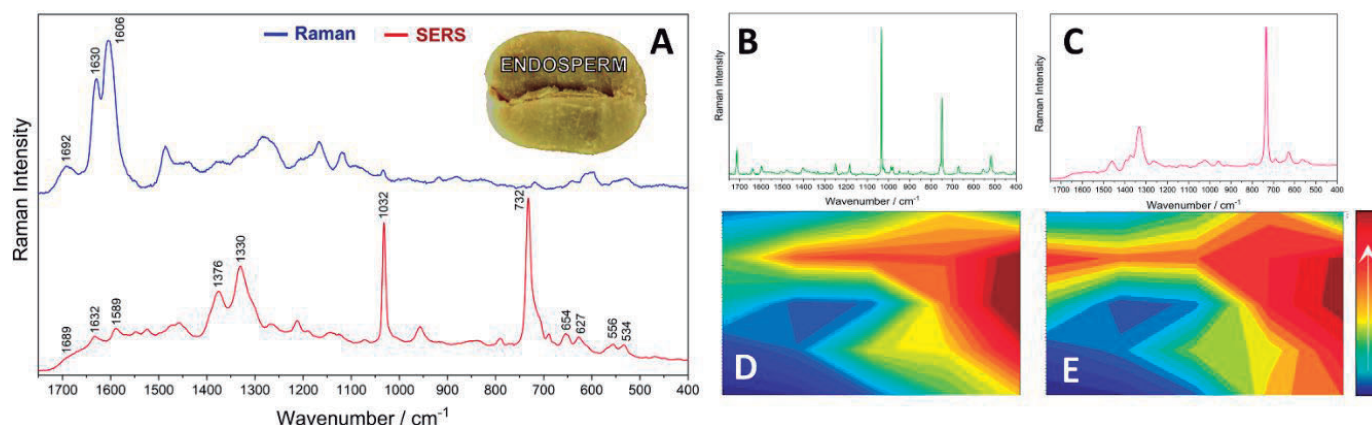 Raman SERS A
ENDOSPERM
Raman Intensity
1692
1630
1606
1689
1632
1589
1376
1330
1032
732
654
627
556
534
1700 1600 1500 1400 1300 1200 1100 1000 900 800 700 600 500 400
Wavenumber / cm⁻¹
B
Raman Intensity
1700 1600 1500 1400 1300 1200 1100 1000 900 800 700 600 500 400
Wavenumber / cm⁻¹
C
Raman Intensity
1700 1600 1500 1400 1300 1200 1100 1000 900 800 700 600 500 400
Wavenumber / cm⁻¹
D
E